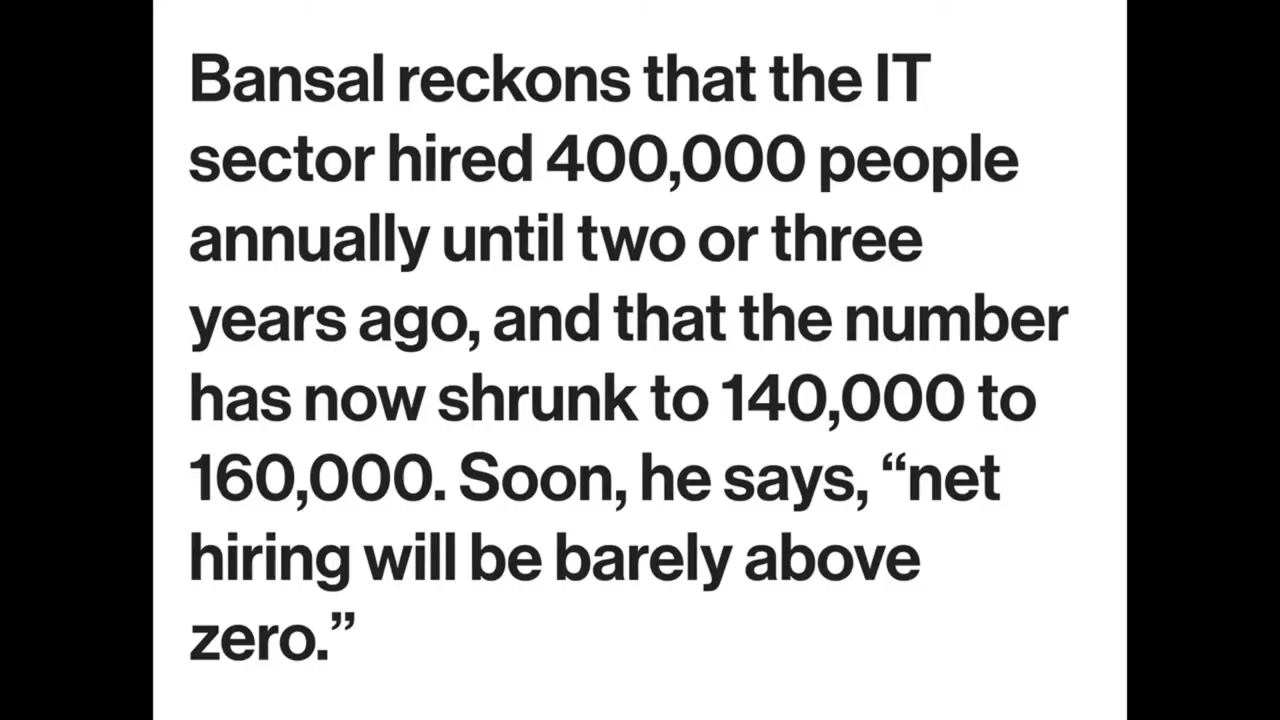 Bansal reckons that the IT
sector hired 400,000 people
annually until two or three
years ago, and that the number
has now shrunk to 140,000 to
160,000. Soon, he says, “net
hiring will be barely above
zero.”